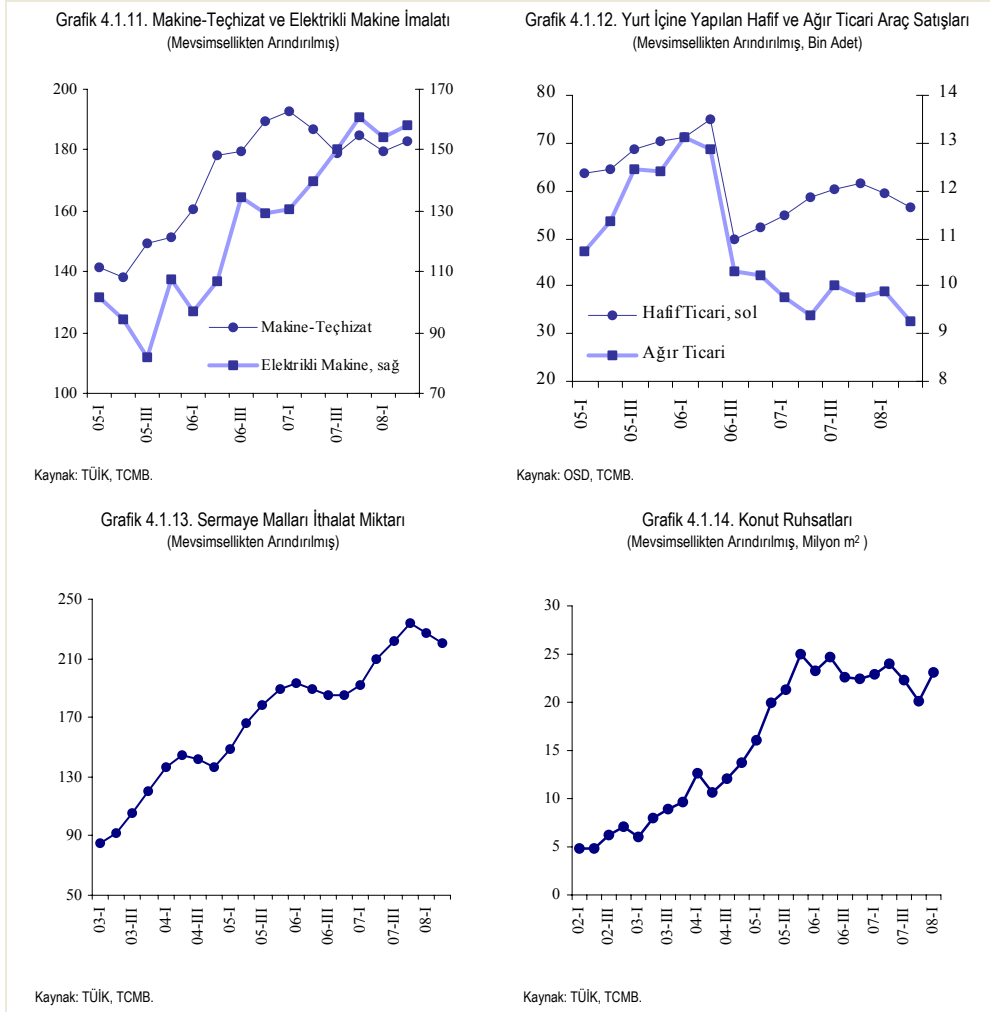 Grafik 4.1.11. Makine-Teçhizat ve Elektrikli Makine İmalatı
(Mevsimsellikten Arındırılmış)
200
180
160
140
120
100
170
150
130
110
90
70
Makine-Teçhizat
Elektrikli Makine, sağ
05-I
05-III
06-I
06-III
07-I
07-III
08-I
Kaynak: TÜİK, TCMB.
Grafik 4.1.12. Yurt İçine Yapılan Hafif ve Ağır Ticari Araç Satışları
(Mevsimsellikten Arındırılmış, Bin Adet)
80
70
60
50
40
30
20
14
13
12
11
10
9
8
Hafif Ticari, sol
Ağır Ticari
05-I
05-III
06-I
06-III
07-I
07-III
08-I
Kaynak: OSD, TCMB.
Grafik 4.1.13. Sermaye Malları İthalat Miktarı
(Mevsimsellikten Arındırılmış)
250
210
170
130
90
50
03-I
03-III
04-I
04-III
05-I
05-III
06-I
06-III
07-I
07-III
08-I
Kaynak: TÜİK, TCMB.
Grafik 4.1.14. Konut Ruhsatları
(Mevsimsellikten Arındırılmış, Milyon m² )
30
25
20
15
10
5
0
02-I
02-III
03-I
03-III
04-I
04-III
05-I
05-III
06-I
06-III
07-I
07-III
08-I
Kaynak: TÜİK, TCMB.